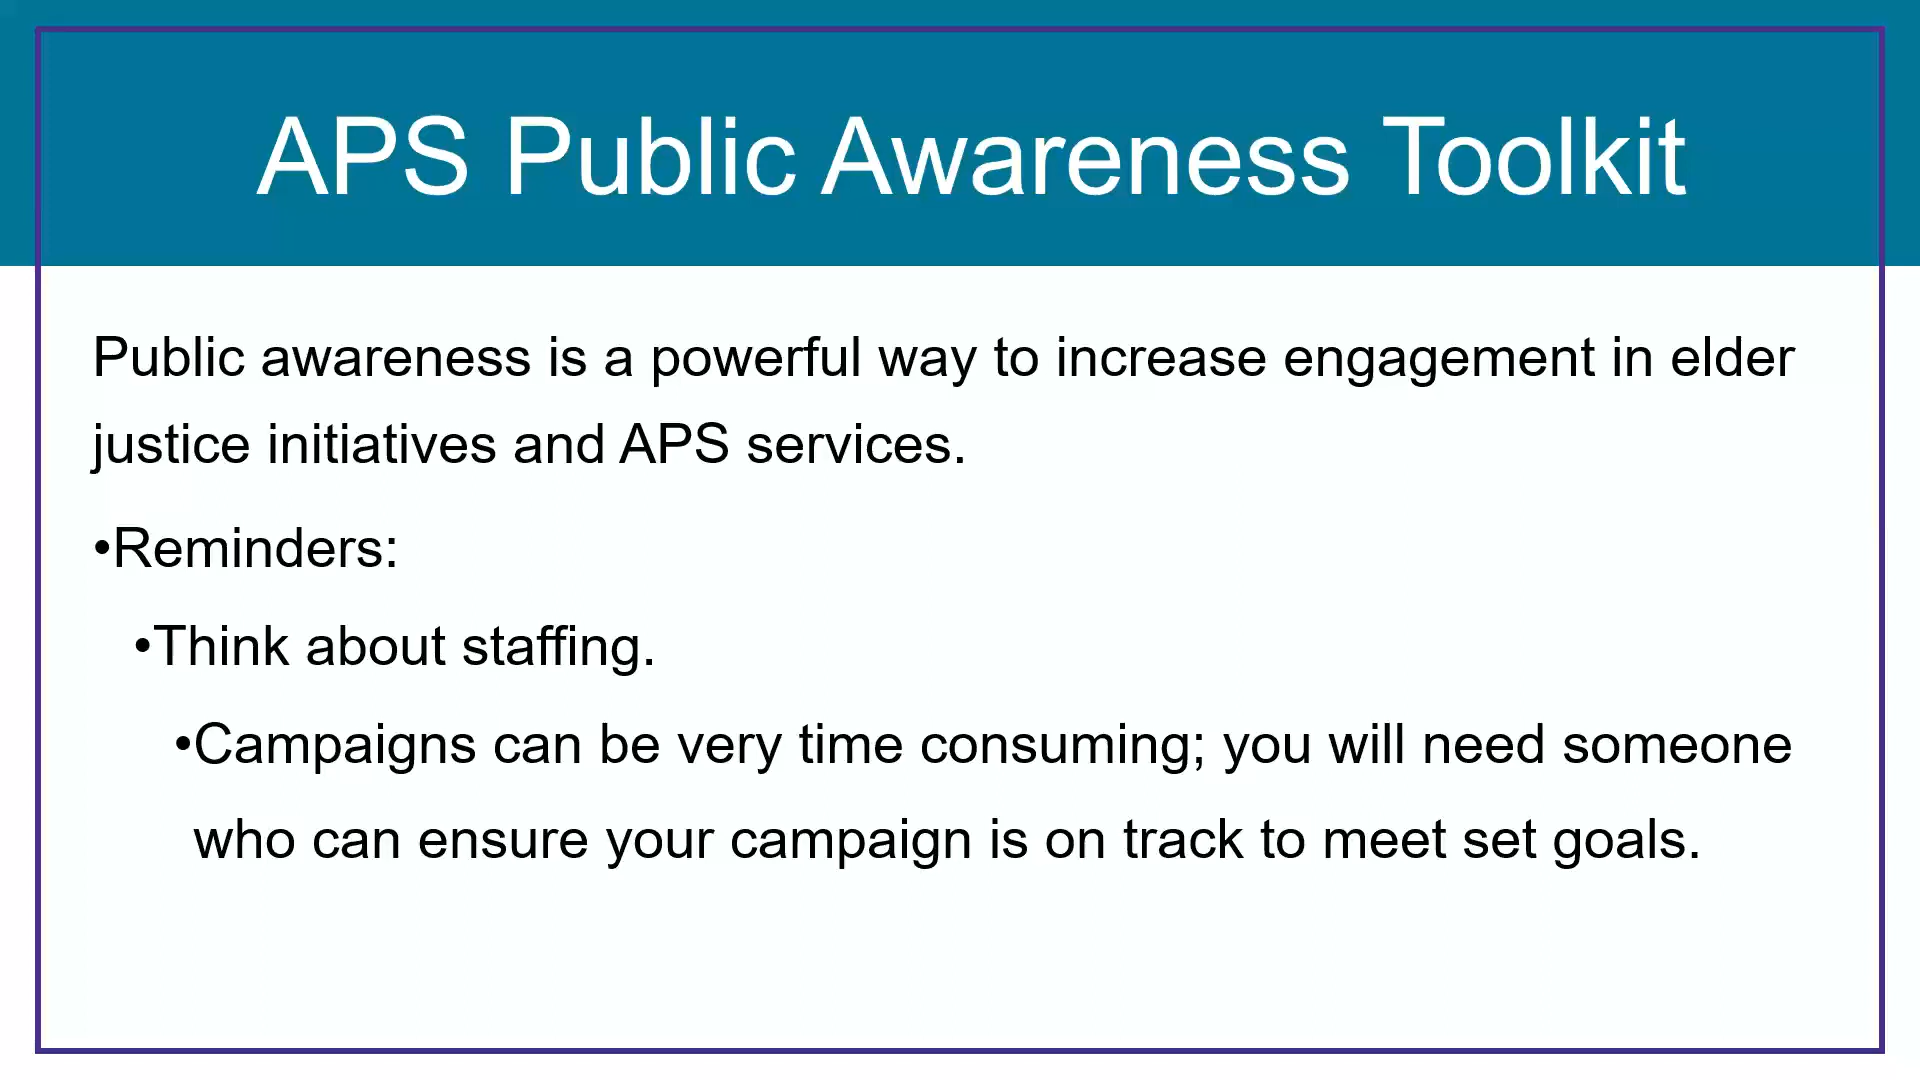 APS Public Awareness Toolkit
Public awareness is a powerful way to increase engagement in elder
justice initiatives and APS services.
•Reminders:
•Think about staffing.
•Campaigns can be very time consuming; you will need someone
who can ensure your campaign is on track to meet set goals.